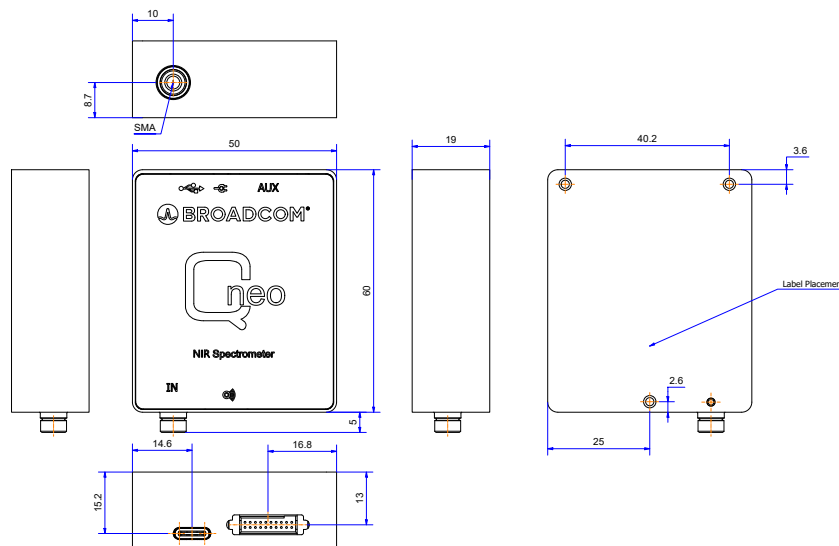 10
8.7
SMA
50
19
40.2
3.6
AUX
BROADCOM
Qneo
60
Label Placemen
NIR Spectrometer
IN
2.6
5
25
14.6
16.8
15.2
13